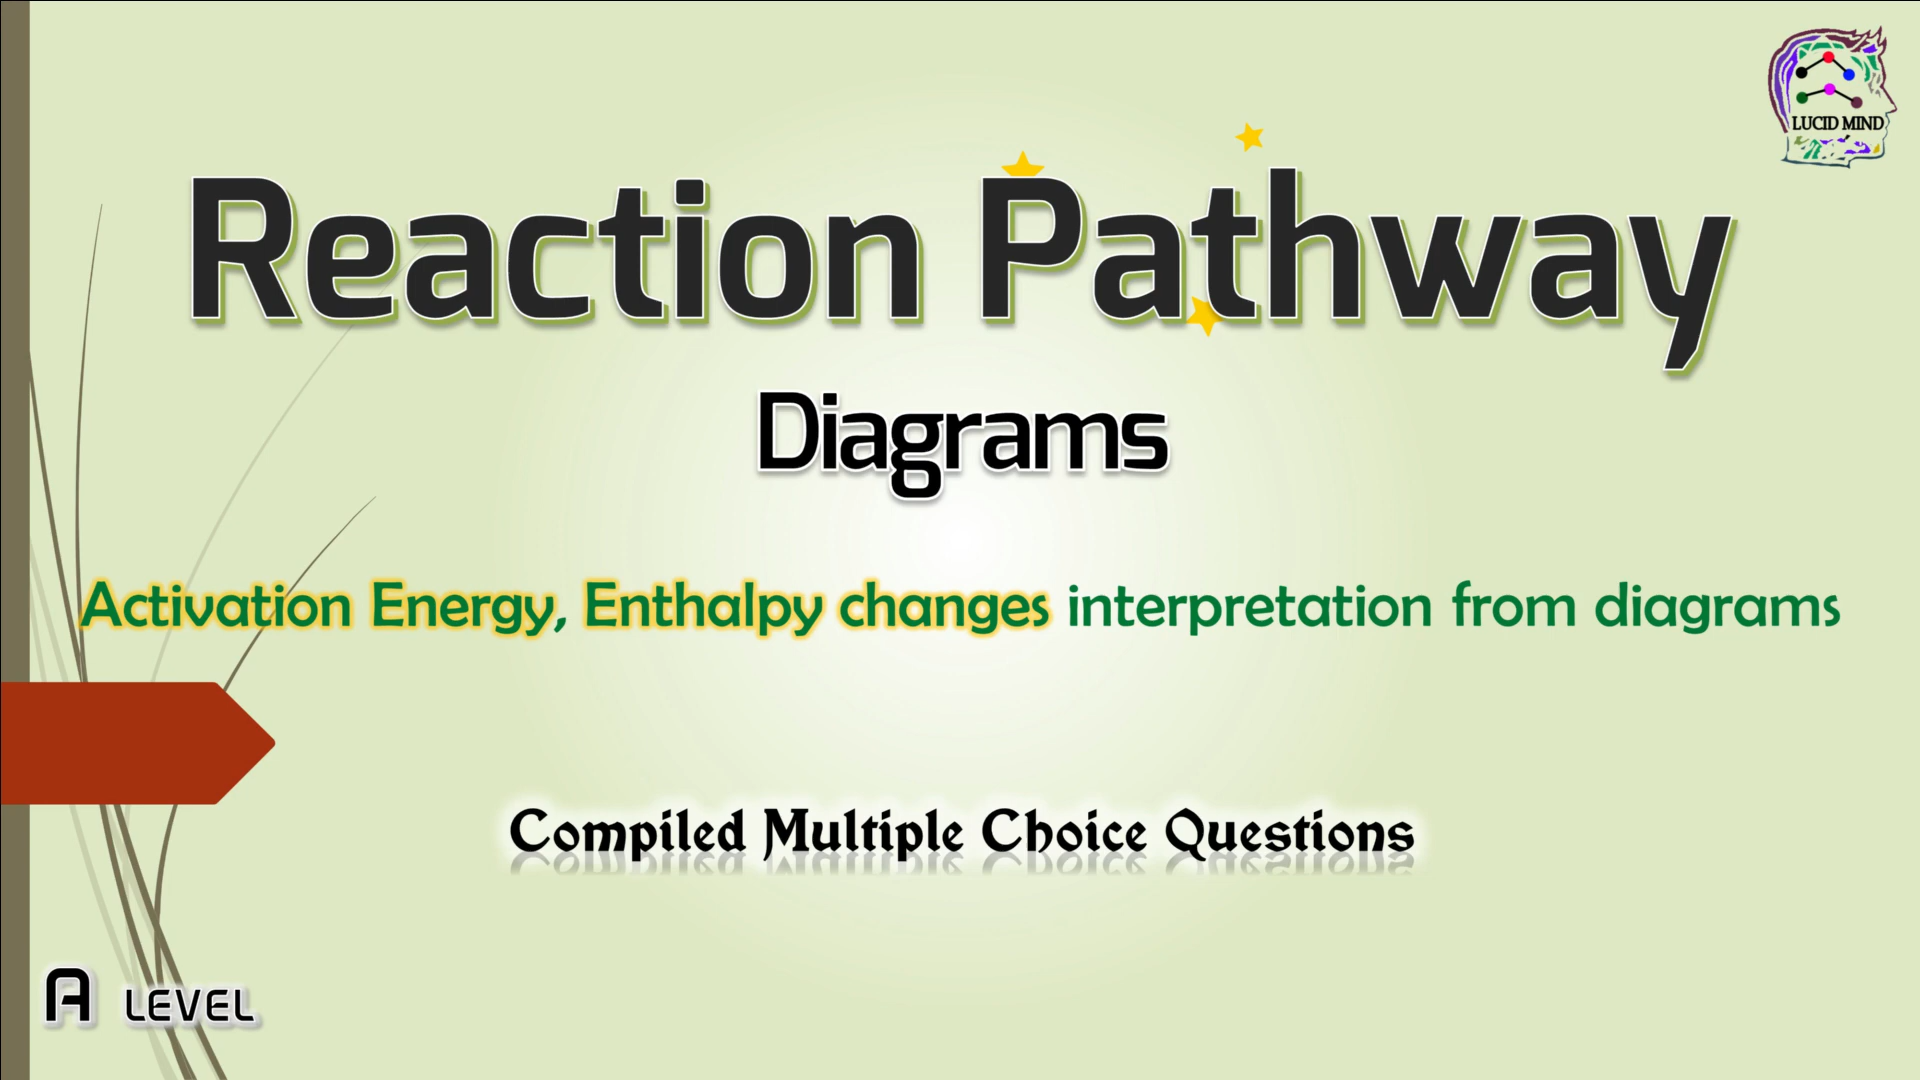 LUCID MIND
Reaction Pathway
Diagrams
Activation Energy, Enthalpy changes interpretation from diagrams
Compiled Multiple Choice Questions
A LEVEL